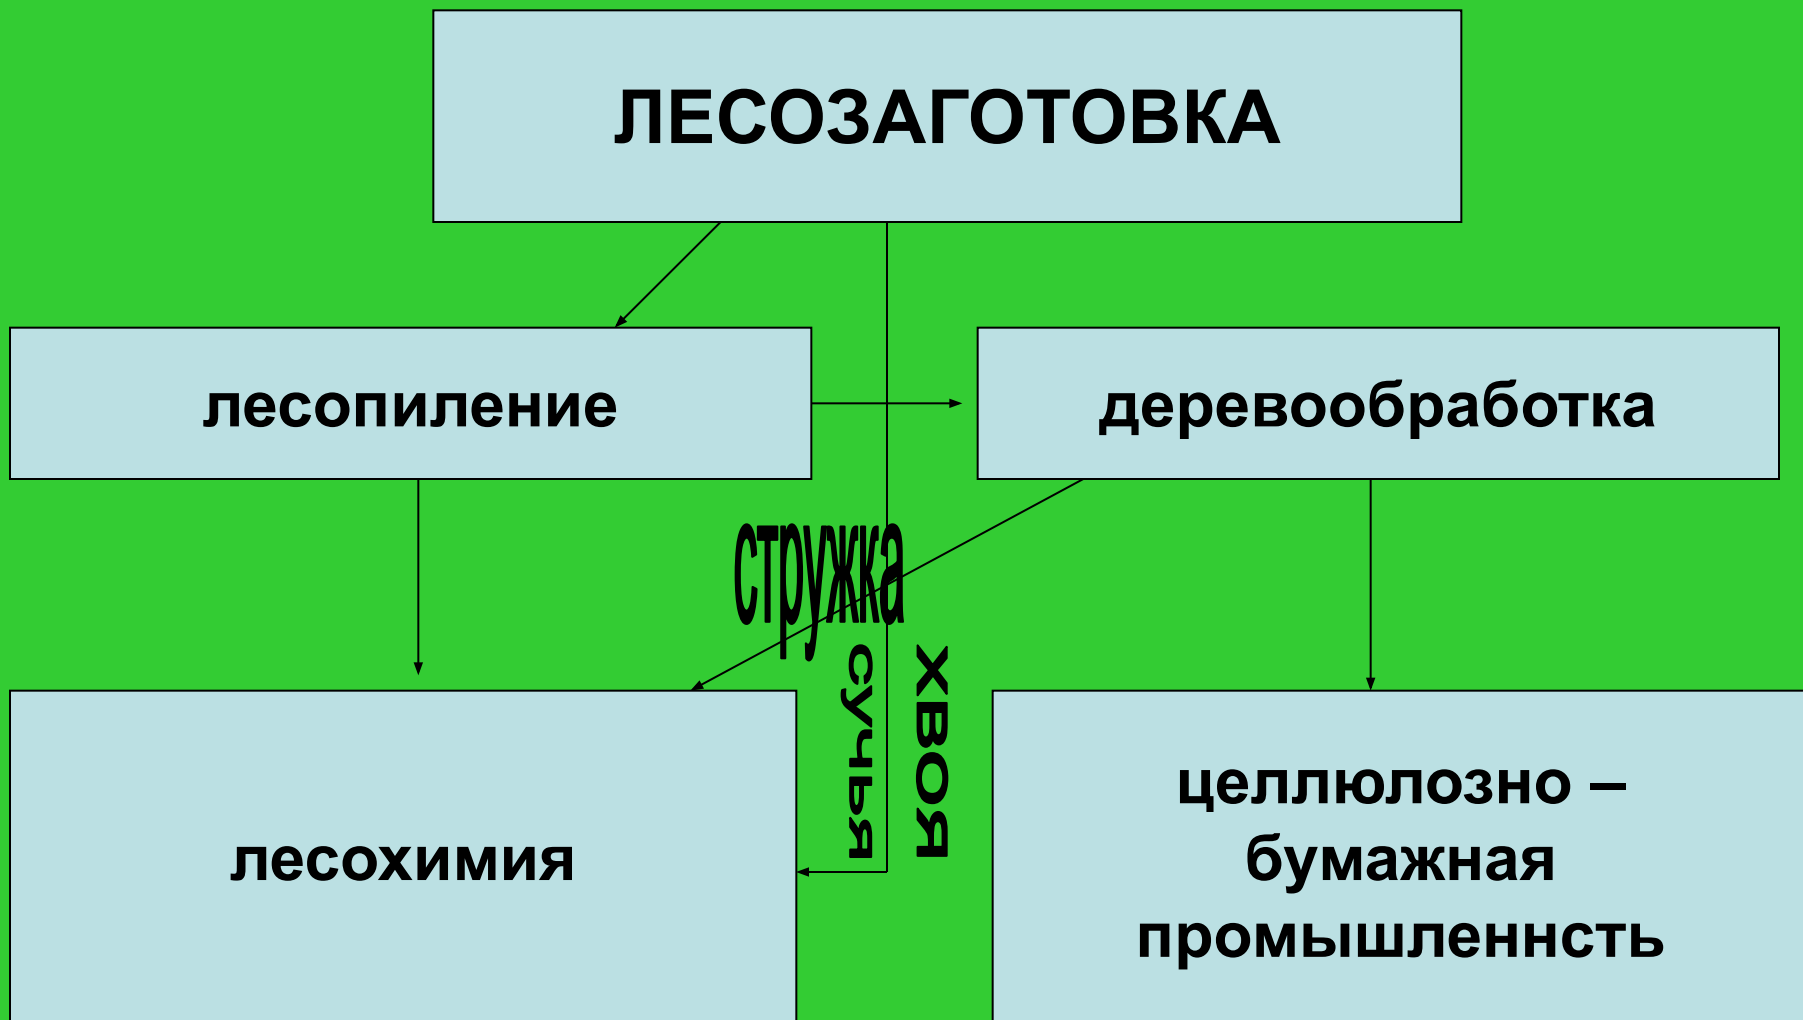 ЛЕСОЗАГОТОВКА
лесопиление
деревообработка
стружка
сучья
хвоя
лесохимия
целлюлозно –
бумажная
промышленнсть